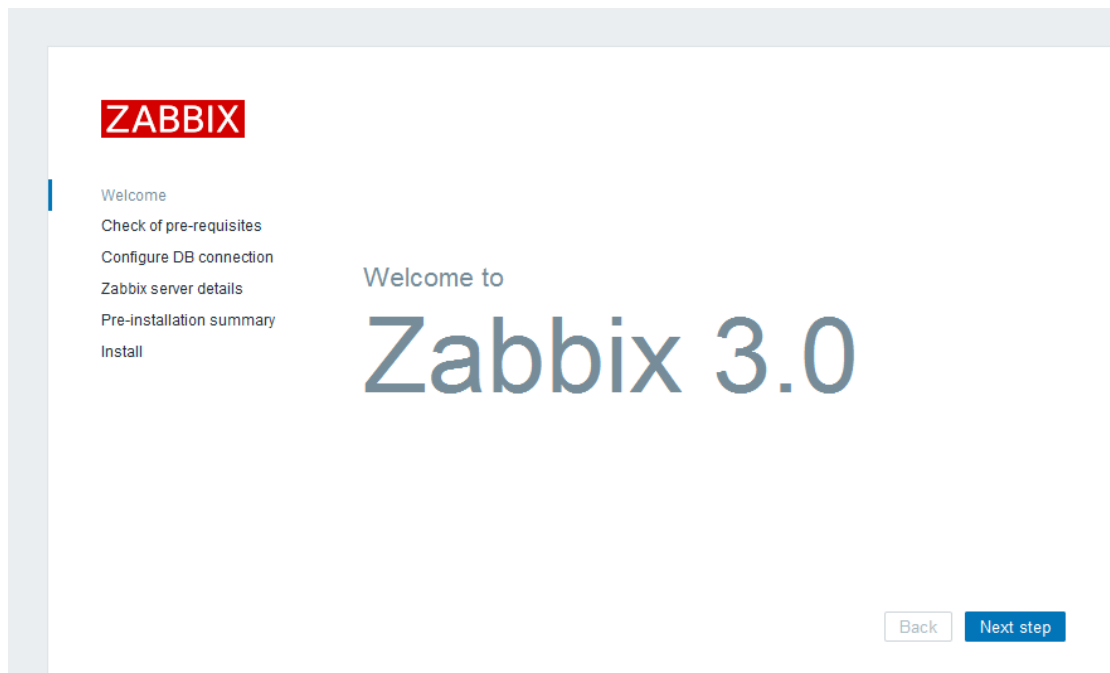 ZABBIX
Welcome
Check of pre-requisites
Configure DB connection
Zabbix server details
Pre-installation summary
Install
Welcome to
Zabbix 3.0
Back
Next step